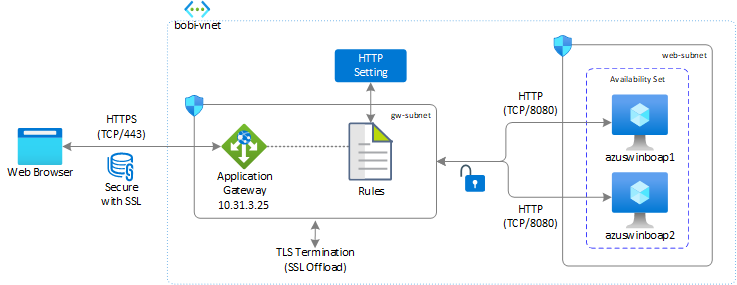 bobi-vnet
HTTP
Setting
web-subnet
Availability Set
HTTPS
(TCP/443)
gw-subnet
HTTP
(TCP/8080)
azuswinboap1
Web Browser
Secure
with SSL
Application
Gateway
10.31.3.25
Rules
HTTP
(TCP/8080)
azuswinboap2
TLS Termination
(SSL Offload)